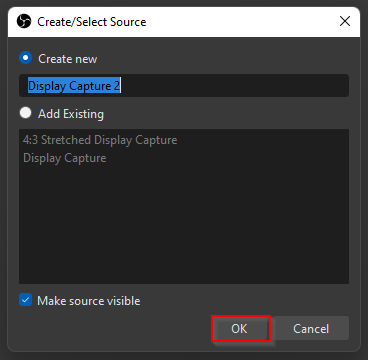 Create/Select Source
Create new
Display Capture 2
Add Existing
4:3 Stretched Display Capture
Display Capture
Make source visible
OK
Cancel